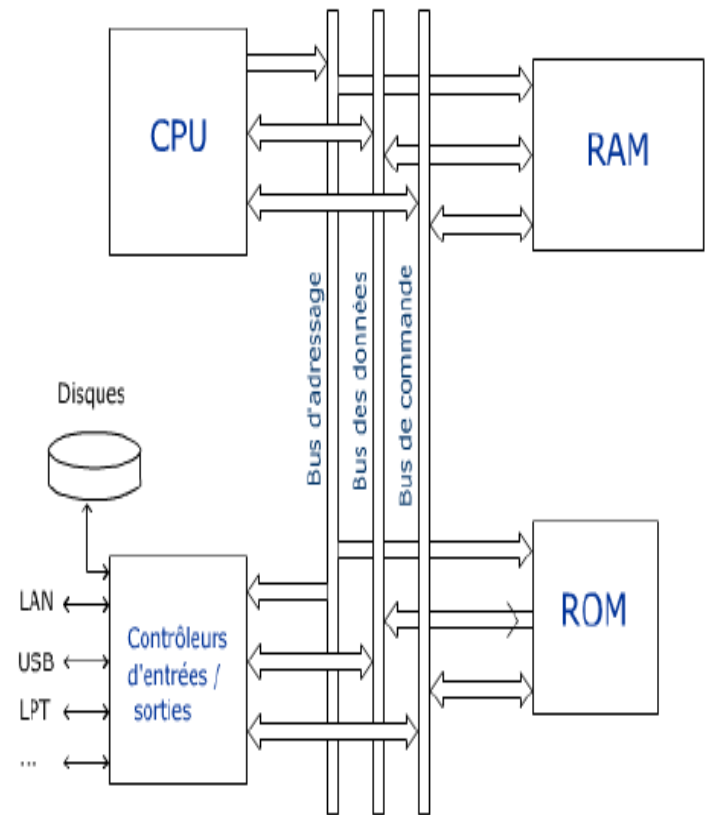 CPU
RAM
Bus d'adressage
Bus des données
Bus de commande
Disques
LAN
USB
LPT
...
Contrôleurs
d'entrées /
sorties
ROM